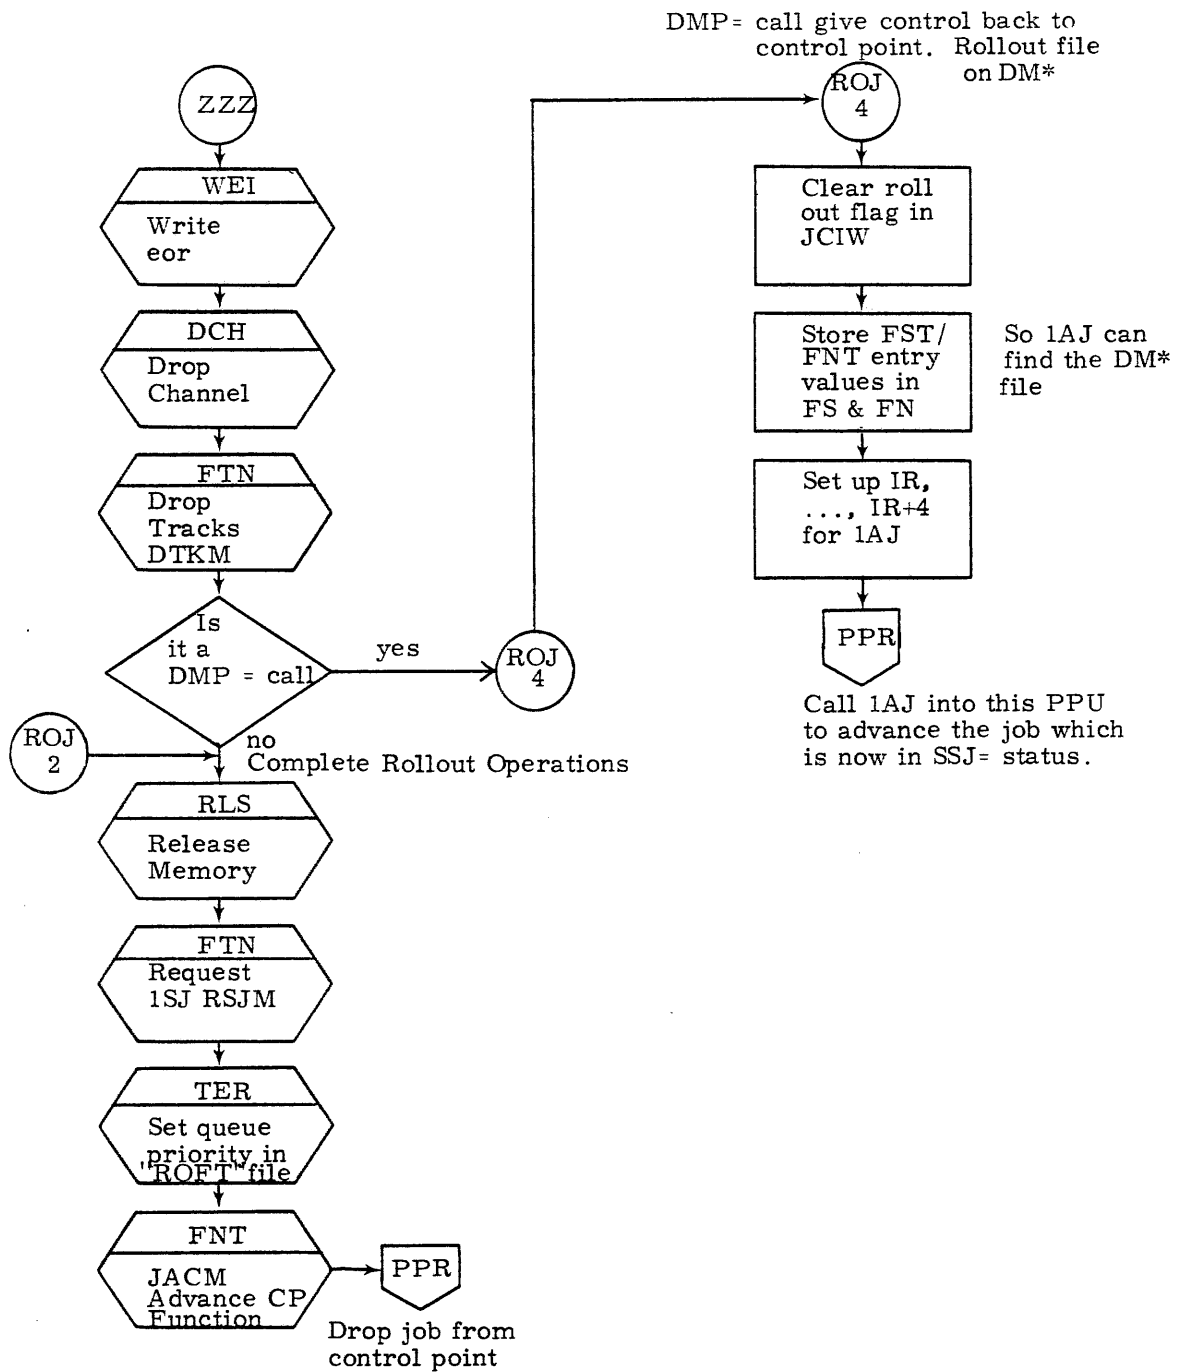 ZZZ
WEI
Write
eor
DCH
Drop
Channel
FTN
Drop
Tracks
DTKM
Is
it a
DMP = call
yes
ROJ
4
no
Complete Rollout Operations
ROJ
2
RLS
Release
Memory
FTN
Request
1SJ RSJM
TER
Set queue
priority in
"ROFT" file
FNT
JACM
Advance CP
Function
PPR
Drop job from
control point
DMP= call give control back to
control point. Rollout file
on DM*
ROJ
4
Clear roll
out flag in
JCIW
Store FST/
FNT entry
values in
FS & FN
So 1AJ can
find the DM*
file
Set up IR,
..., IR+4
for 1AJ
PPR
Call 1AJ into this PPU
to advance the job which
is now in SSJ= status.